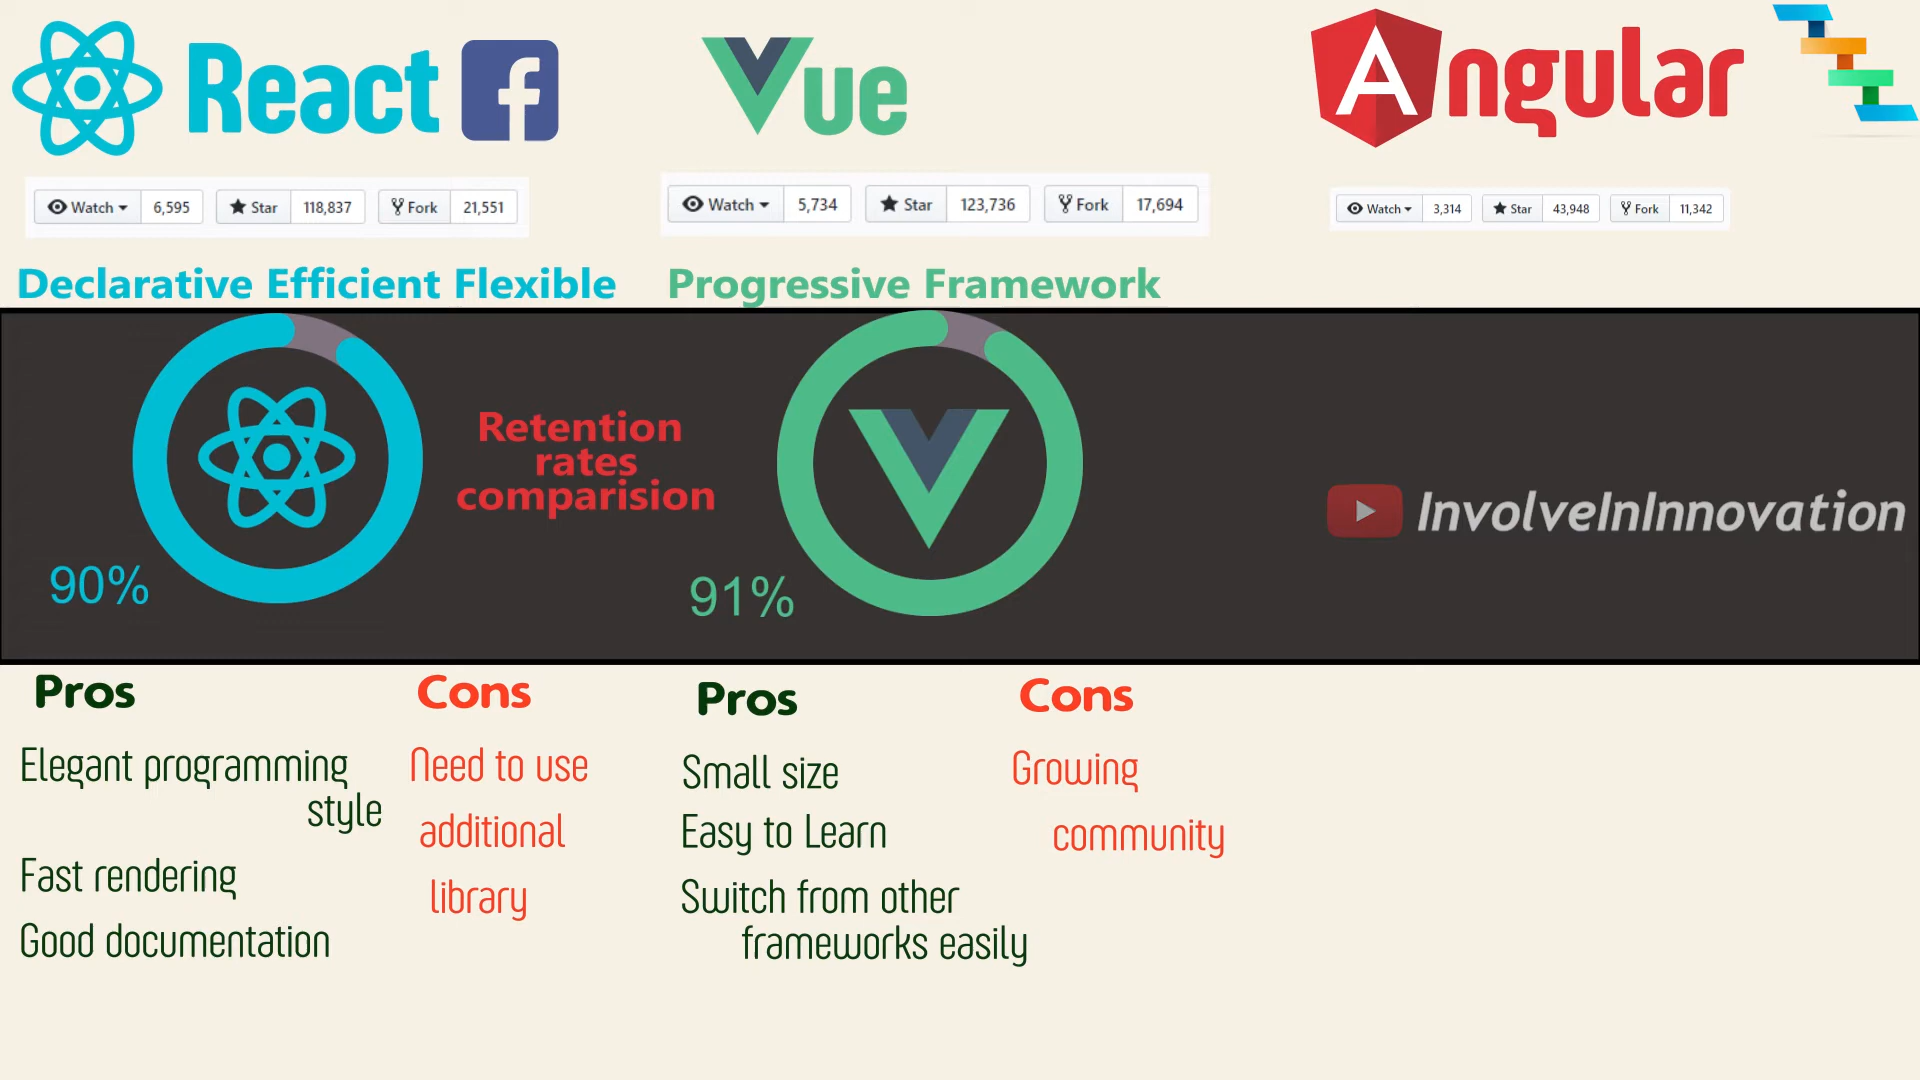 React
Vue
Angular
Watch 6,595 Star 118,837 Fork 21,551
Watch 5,734 Star 123,736 Fork 17,694
Watch 3,314 Star 43,948 Fork 11,342
Declarative Efficient Flexible
Progressive Framework
Retention
rates
comparision
90%
91%
InvolveInInnovation
Pros
Elegant programming
style
Fast rendering
Good documentation
Cons
Need to use
additional
library
Pros
Small size
Easy to Learn
Switch from other
frameworks easily
Cons
Growing
community